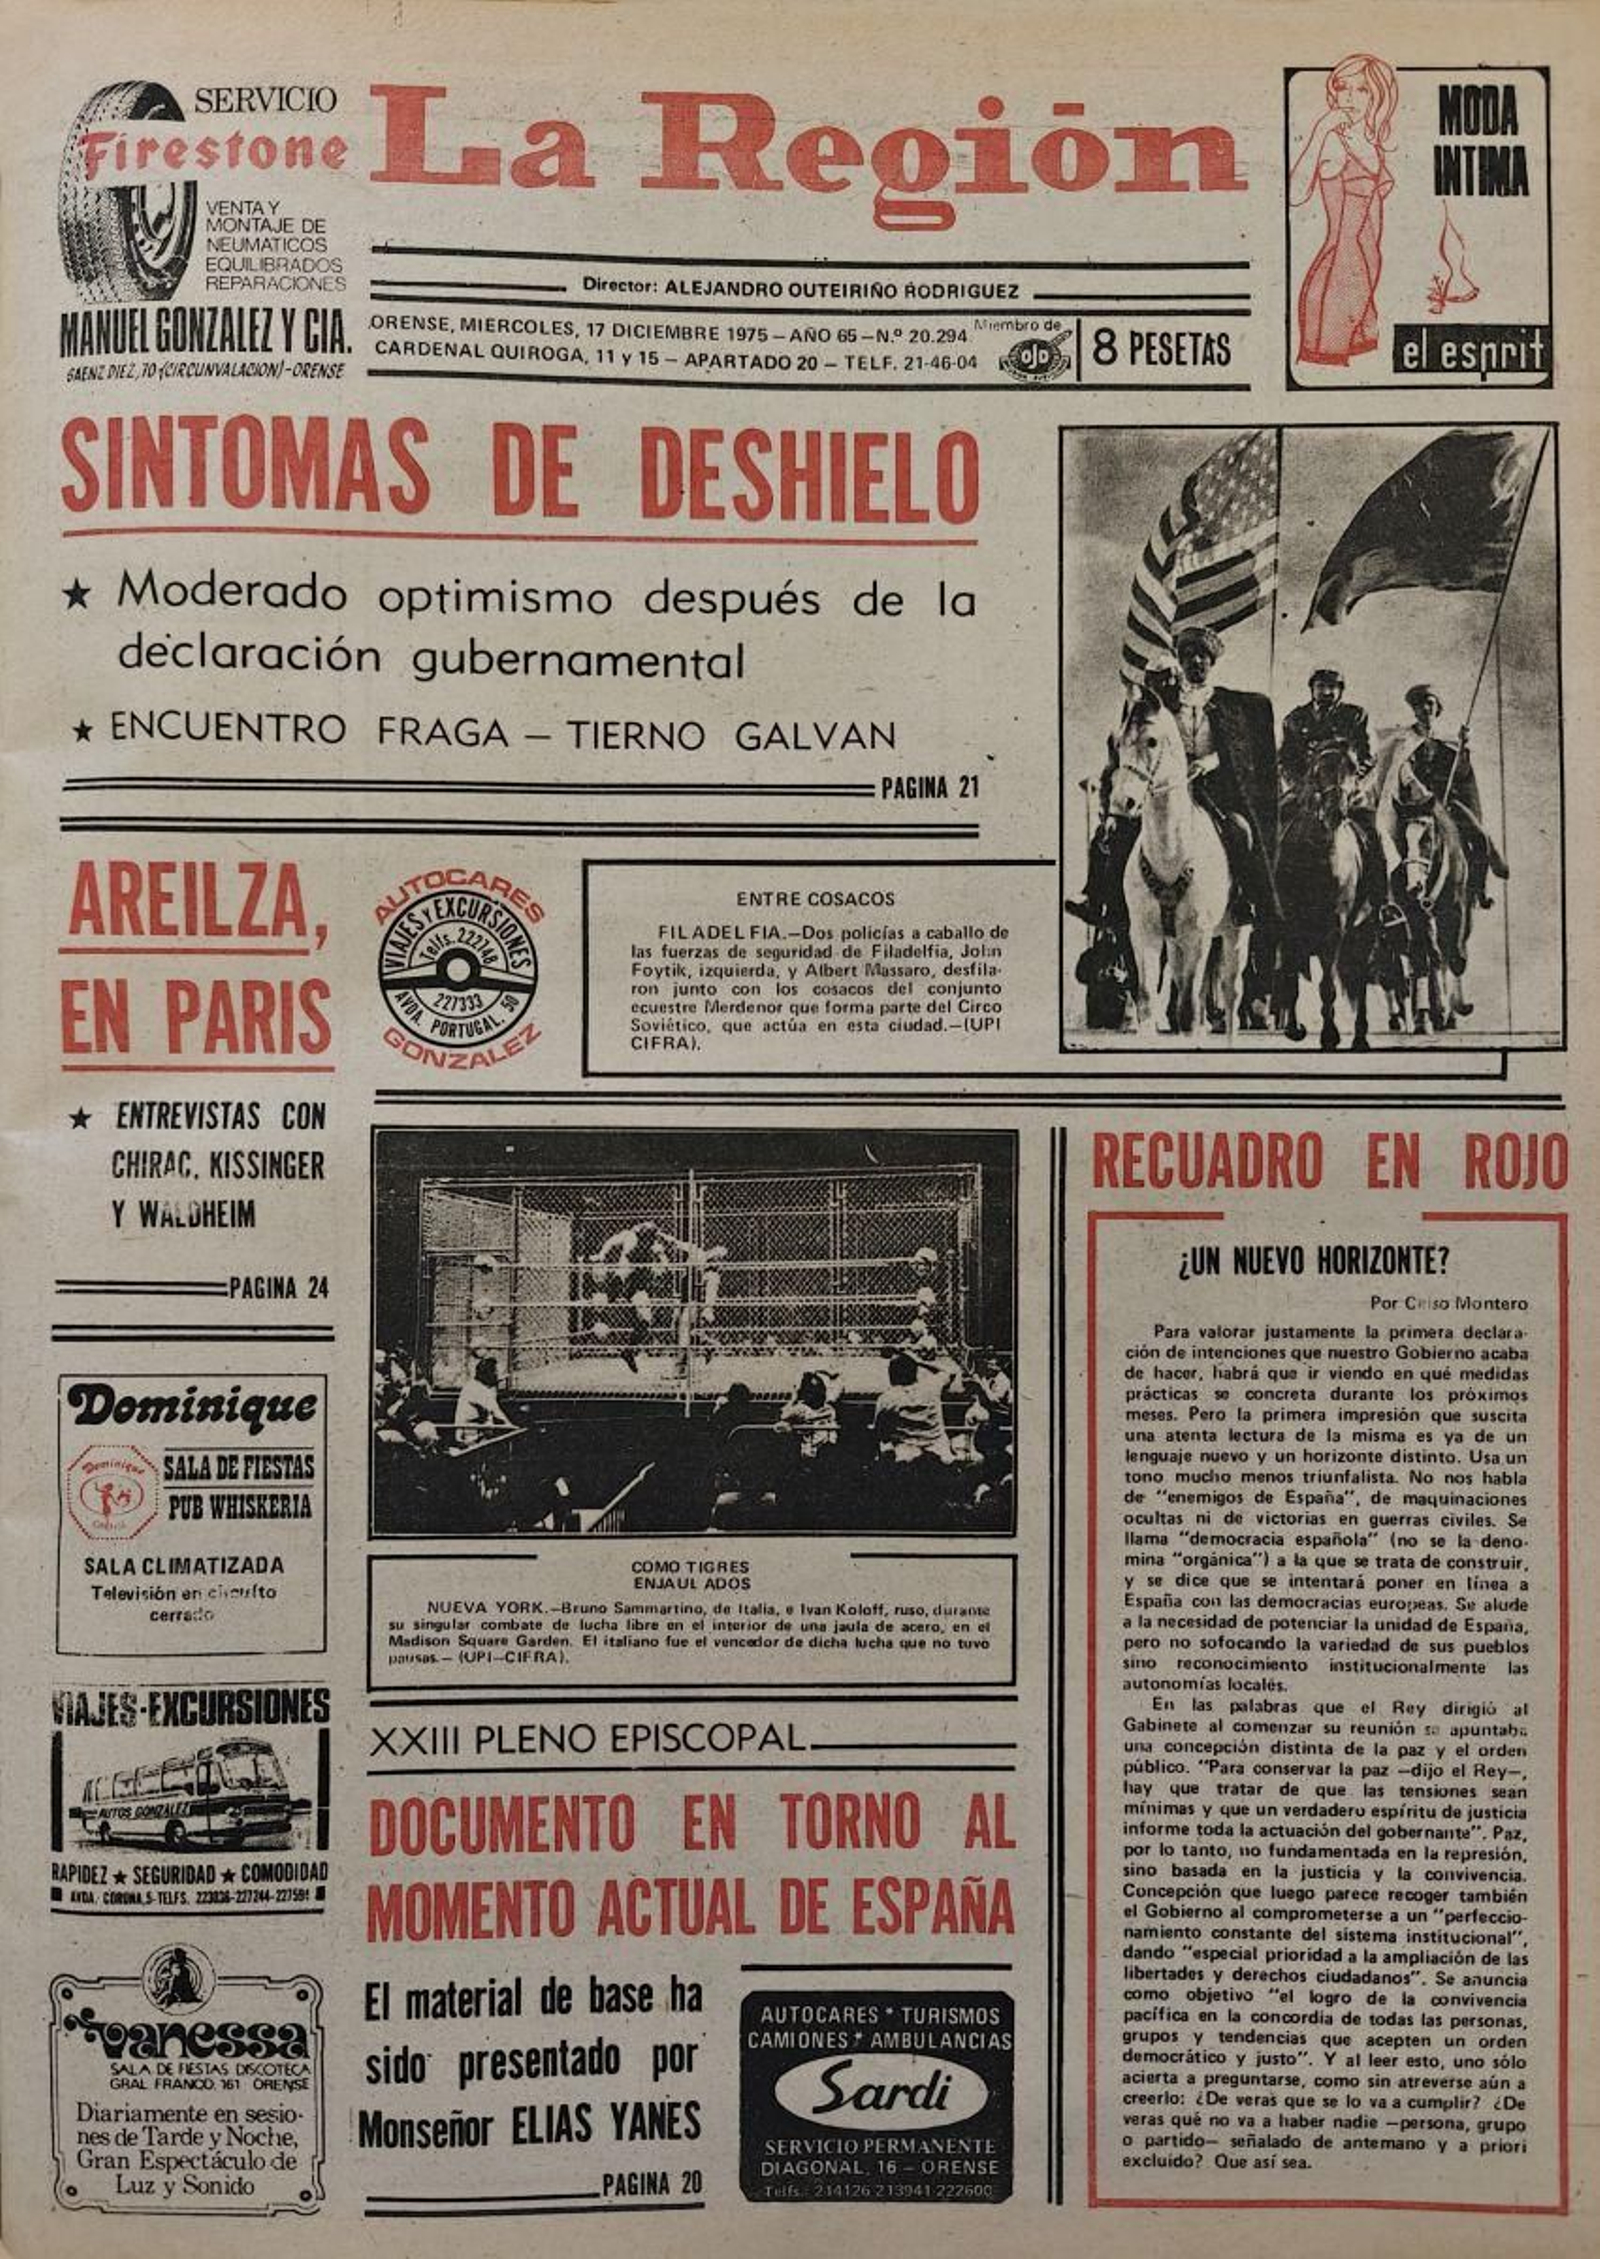 SERVICIO
Firestone
VENTA Y
MONTAJE DE
NEUMATICOS
EQUILIBRADOS
REPARACIONES
MANUEL GONZALEZ Y CIA.
SAENZ DIEZ, 70 (CIRCUNVALACION) - ORENSE
La Región
Director: ALEJANDRO OUTEIRIÑO RODRIGUEZ
ORENSE, MIERCOLES, 17 DICIEMBRE 1975 – AÑO 65 – N.º 20.294
CARDENAL QUIROGA, 11 y 15 – APARTADO 20 – TELF. 21-46-04
Miembro de
ojo
8 PESETAS
MODA
INTIMA
el esprit
SINTOMAS DE DESHIELO
★ Moderado optimismo después de la
declaración gubernamental
★ ENCUENTRO FRAGA – TIERNO GALVAN
PAGINA 21
AREILZA,
EN PARIS
★ ENTREVISTAS CON
CHIRAC, KISSINGER
Y WALDHEIM
PAGINA 24
AUTOCARES
VIAJES Y EXCURSIONES
Telfs. 222748
227333
AVDA. PORTUGAL, 50
GONZALEZ
ENTRE COSACOS
FILADELFIA.—Dos policías a caballo de
las fuerzas de seguridad de Filadelfia, John
Foytik, izquierda, y Albert Massaro, desfila-
ron junto con los cosacos del conjunto
ecuestre Merdenor que forma parte del Circo
Soviético, que actúa en esta ciudad.—(UPI
CIFRA).
Dominique
Dominique
SALA DE FIESTAS
PUB WHISKERIA
SALA CLIMATIZADA
Televisión en circuito
cerrado
VIAJES-EXCURSIONES
AUTOS GONZALEZ
RAPIDEZ ★ SEGURIDAD ★ COMODIDAD
AVDA. CORUÑA, 5 - TELFS. 223036-227244-227591
vanessa
SALA DE FIESTAS DISCOTECA
GRAL. FRANCO, 161 ORENSE
Diariamente en sesio-
nes de Tarde y Noche,
Gran Espectáculo de
Luz y Sonido
COMO TIGRES
ENJAULADOS
NUEVA YORK.—Bruno Sammartino, de Italia, e Ivan Koloff, ruso, durante
su singular combate de lucha libre en el interior de una jaula de acero, en el
Madison Square Garden. El italiano fue el vencedor de dicha lucha que no tuvo
pausas.— (UPI—CIFRA).
XXIII PLENO EPISCOPAL
DOCUMENTO EN TORNO AL
MOMENTO ACTUAL DE ESPAÑA
El material de base ha
sido presentado por
Monseñor ELIAS YANES
PAGINA 20
AUTOCARES * TURISMOS
CAMIONES * AMBULANCIAS
Sardi
SERVICIO PERMANENTE
DIAGONAL, 16 – ORENSE
Telfs.: 214126 213941 222600
RECUADRO EN ROJO
¿UN NUEVO HORIZONTE?
Por Celso Montero
Para valorar justamente la primera declara-
ción de intenciones que nuestro Gobierno acaba
de hacer, habrá que ir viendo en qué medidas
prácticas se concreta durante los próximos
meses. Pero la primera impresión que suscita
una atenta lectura de la misma es ya de un
lenguaje nuevo y un horizonte distinto. Usa un
tono mucho menos triunfalista. No nos habla
de "enemigos de España", de maquinaciones
ocultas ni de victorias en guerras civiles. Se
llama "democracia española" (no se la deno-
mina "orgánica") a la que se trata de construir,
y se dice que se intentará poner en línea a
España con las democracias europeas. Se alude
a la necesidad de potenciar la unidad de España,
pero no sofocando la variedad de sus pueblos
sino reconocimiento institucionalmente las
autonomías locales.
En las palabras que el Rey dirigió al
Gabinete al comenzar su reunión se apuntaba
una concepción distinta de la paz y el orden
público. "Para conservar la paz —dijo el Rey—,
hay que tratar de que las tensiones sean
mínimas y que un verdadero espíritu de justicia
informe toda la actuación del gobernante". Paz,
por lo tanto, no fundamentada en la represión,
sino basada en la justicia y la convivencia.
Concepción que luego parece recoger también
el Gobierno al comprometerse a un "perfeccio-
namiento constante del sistema institucional",
dando "especial prioridad a la ampliación de las
libertades y derechos ciudadanos". Se anuncia
como objetivo "el logro de la convivencia
pacífica en la concordia de todas las personas,
grupos y tendencias que acepten un orden
democrático y justo". Y al leer esto, uno sólo
acierta a preguntarse, como sin atreverse aún a
creerlo: ¿De veras que se lo va a cumplir? ¿De
veras qué no va a haber nadie —persona, grupo
o partido— señalado de antemano y a priori
excluido? Que así sea.